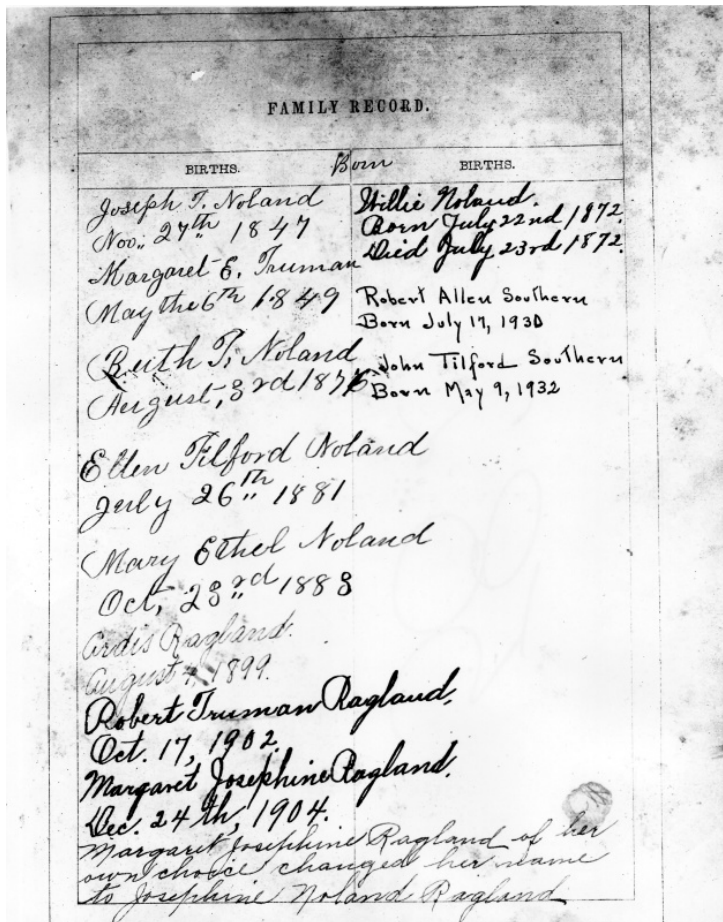 FAMILY RECORD.
Born
BIRTHS.
Joseph T. Noland
Nov. 27th 1847
Margaret E. Truman
May the 6th 1849
Ruth T. Noland
August, 3rd 1876
Ellen Tilford Noland
July 26th 1881
Mary Ethel Noland
Oct, 23rd 1883
Ardis Ragland.
August 1899.
Robert Truman Ragland.
Oct. 17, 1902.
Margaret Josephine Ragland.
Dec. 24th, 1904.
Margaret Josephine Ragland of her
own choice changed her name
to Josephine Noland Ragland
BIRTHS.
Willie Noland.
Born July 22nd 1872.
Died July 23rd 1872.
Robert Allen Southern
Born July 17, 1930
John Tilford Southern
Born May 9, 1932